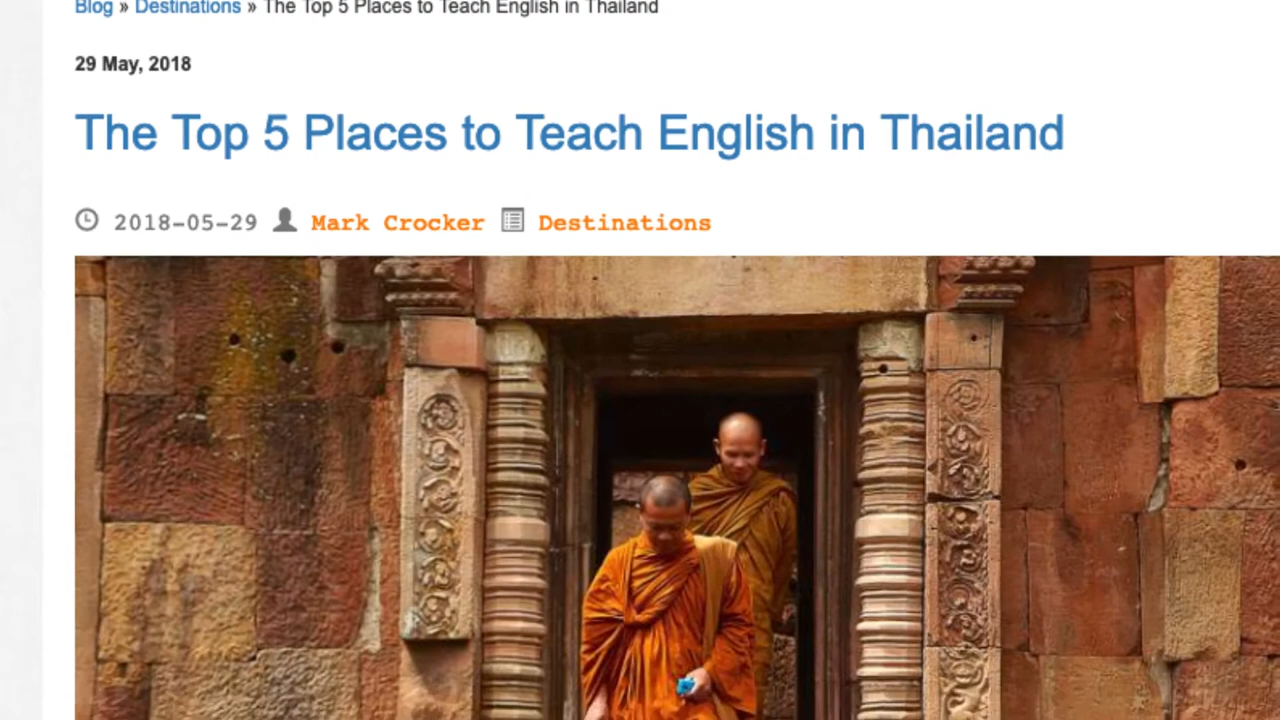 Blog » Destinations » The Top 5 Places to Teach English in Thailand
29 May, 2018
The Top 5 Places to Teach English in Thailand
2018-05-29 Mark Crocker Destinations